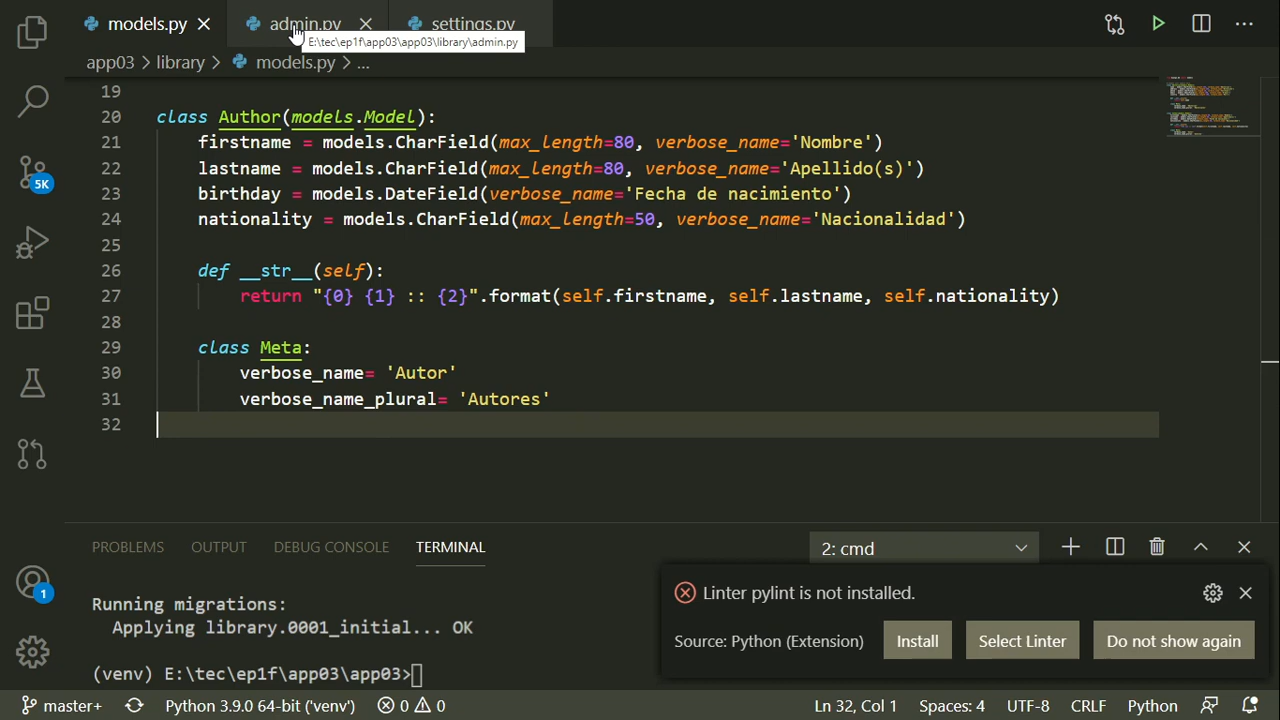 models.py
admin.py
settings.py
E:\tec\ep1f\app03\app03\library\admin.py
app03 > library > models.py > ...
19
20 class Author(models.Model):
21 firstname = models.CharField(max_length=80, verbose_name='Nombre')
22 lastname = models.CharField(max_length=80, verbose_name='Apellido(s)')
23 birthday = models.DateField(verbose_name='Fecha de nacimiento')
24 nationality = models.CharField(max_length=50, verbose_name='Nacionalidad')
25
26 def __str__(self):
27 return "{0} {1} :: {2}".format(self.firstname, self.lastname, self.nationality)
28
29 class Meta:
30 verbose_name= 'Autor'
31 verbose_name_plural= 'Autores'
32
5K
1
PROBLEMS OUTPUT DEBUG CONSOLE TERMINAL
2: cmd
Running migrations:
Applying library.0001_initial... OK
(venv) E:\tec\ep1f\app03\app03>
Linter pylint is not installed.
Source: Python (Extension)
Install
Select Linter
Do not show again
master+
Python 3.9.0 64-bit ('venv')
0
0
Ln 32, Col 1
Spaces: 4
UTF-8
CRLF
Python